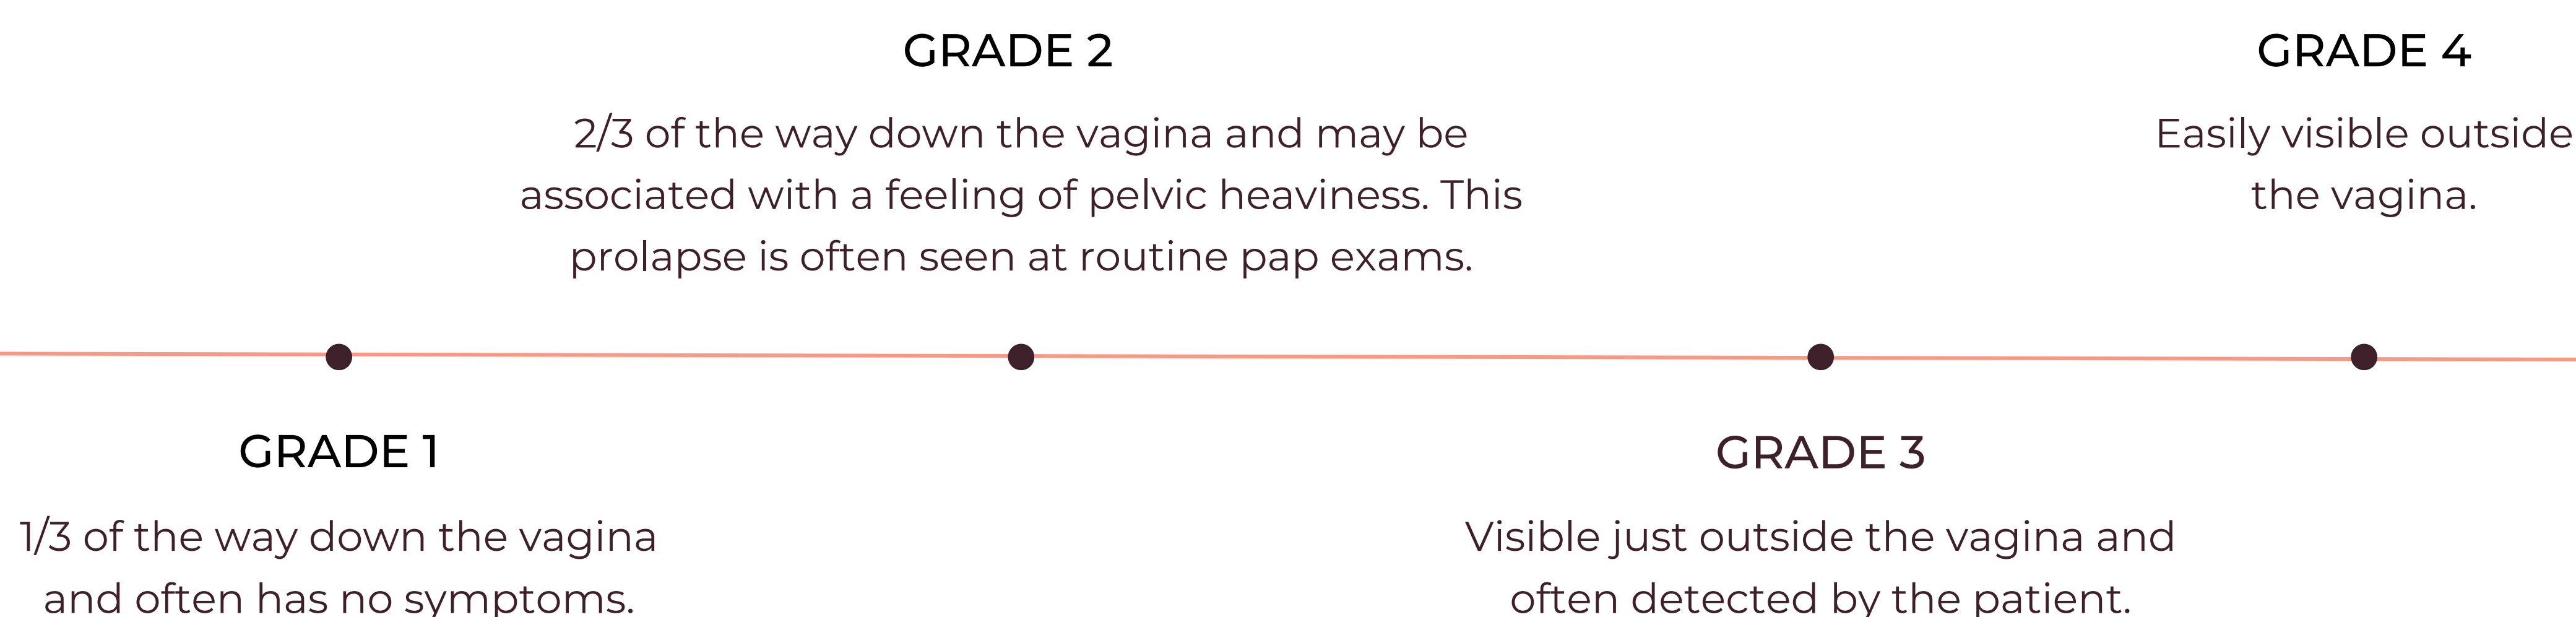 GRADE 2
2/3 of the way down the vagina and may be
associated with a feeling of pelvic heaviness. This
prolapse is often seen at routine pap exams.
GRADE 4
Easily visible outside
the vagina.
GRADE 1
1/3 of the way down the vagina
and often has no symptoms.
GRADE 3
Visible just outside the vagina and
often detected by the patient.